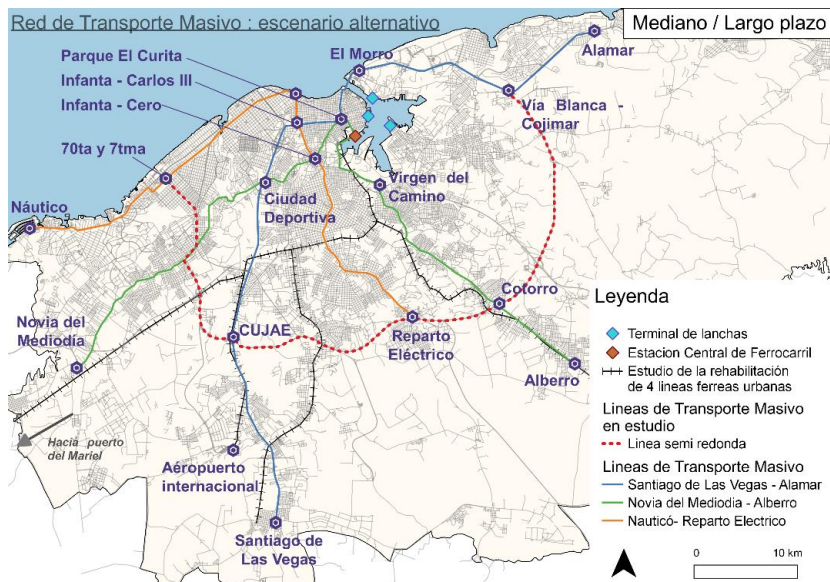 Red de Transporte Masivo : escenario alternativo
Mediano / Largo plazo
Parque El Curita
Infanta - Carlos III
Infanta - Cero
El Morro
Alamar
Vía Blanca -
Cojimar
70ta y 7tma
Náutico
Ciudad
Deportiva
Virgen del
Camino
Novia del
Mediodía
CUJAE
Reparto
Eléctrico
Cotorro
Alberro
Hacia puerto
del Mariel
Aéropuerto
internacional
Santiago de
Las Vegas
Leyenda
Terminal de lanchas
Estacion Central de Ferrocarril
Estudio de la rehabilitación
de 4 lineas ferreas urbanas
Lineas de Transporte Masivo
en estudio
Linea semi redonda
Lineas de Transporte Masivo
Santiago de Las Vegas - Alamar
Novia del Mediodia - Alberro
Nauticó- Reparto Electrico
0 10 km